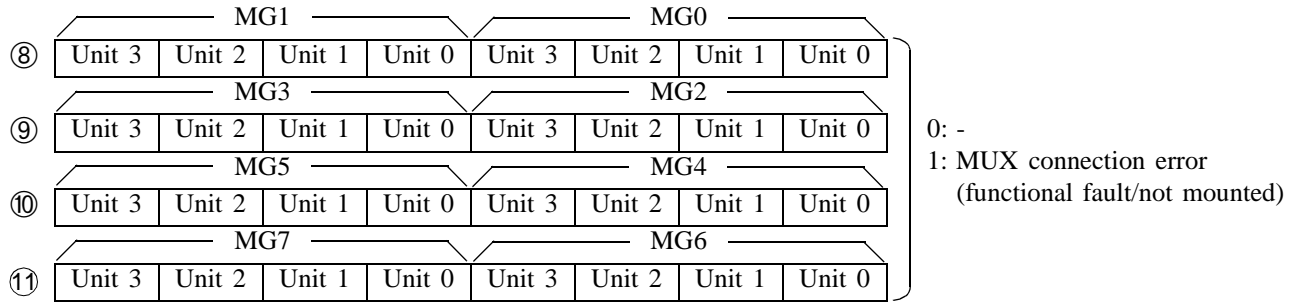 MG1 MG0
⑧ Unit 3 Unit 2 Unit 1 Unit 0 Unit 3 Unit 2 Unit 1 Unit 0
MG3 MG2
⑨ Unit 3 Unit 2 Unit 1 Unit 0 Unit 3 Unit 2 Unit 1 Unit 0
0: -
1: MUX connection error
(functional fault/not mounted)
MG5 MG4
⑩ Unit 3 Unit 2 Unit 1 Unit 0 Unit 3 Unit 2 Unit 1 Unit 0
MG7 MG6
⑪ Unit 3 Unit 2 Unit 1 Unit 0 Unit 3 Unit 2 Unit 1 Unit 0